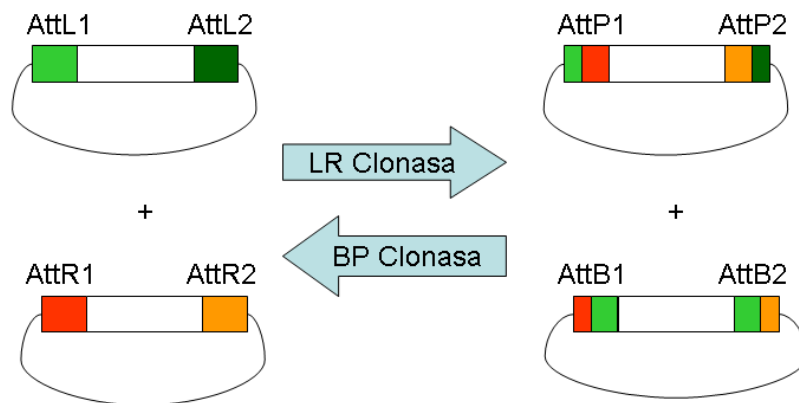 AttL1 AttL2
AttP1 AttP2
LR Clonasa
+
+
BP Clonasa
AttR1 AttR2
AttB1 AttB2